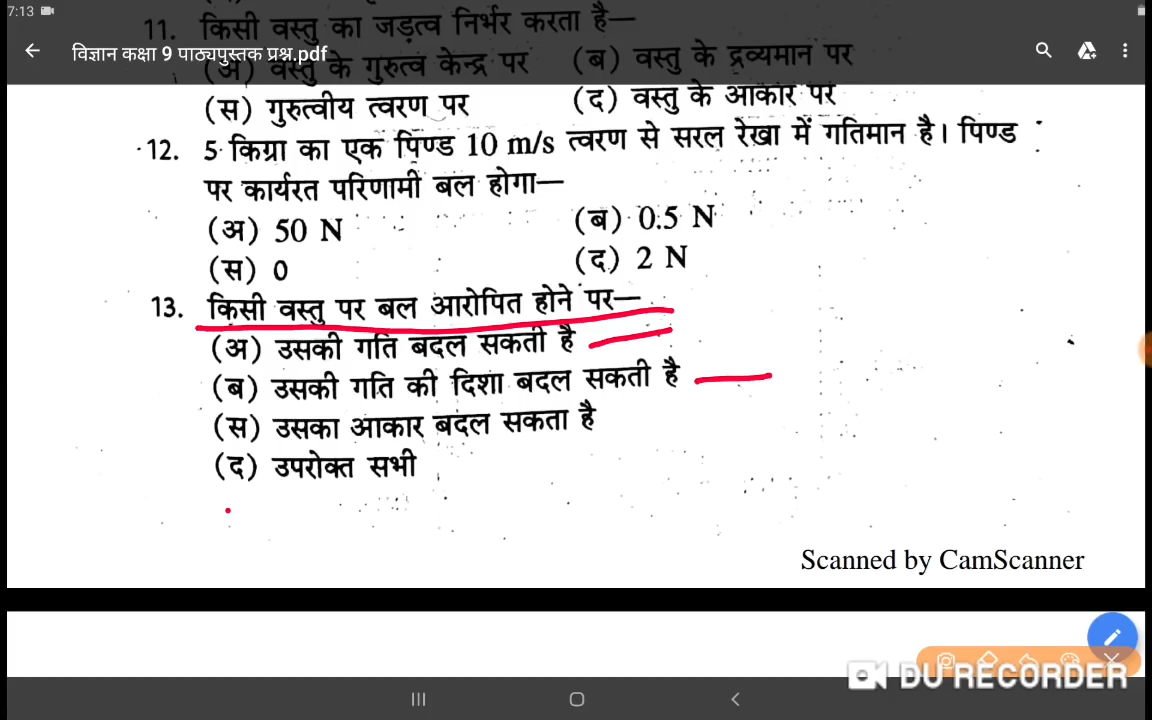 7:13
11. किसी वस्तु का जड़त्व निर्भर करता है—
विज्ञान कक्षा 9 पाठ्यपुस्तक प्रश्न.pdf
(अ) वस्तु के गुरुत्व केन्द्र पर (ब) वस्तु के द्रव्यमान पर
(स) गुरुत्वीय त्वरण पर (द) वस्तु के आकार पर
12. 5 किग्रा का एक पिण्ड 10 m/s त्वरण से सरल रेखा में गतिमान है। पिण्ड
पर कार्यरत परिणामी बल होगा—
(अ) 50 N (ब) 0.5 N
(स) 0 (द) 2 N
13. किसी वस्तु पर बल आरोपित होने पर—
(अ) उसकी गति बदल सकती है
(ब) उसकी गति की दिशा बदल सकती है
(स) उसका आकार बदल सकता है
(द) उपरोक्त सभी
Scanned by CamScanner
DU RECORDER